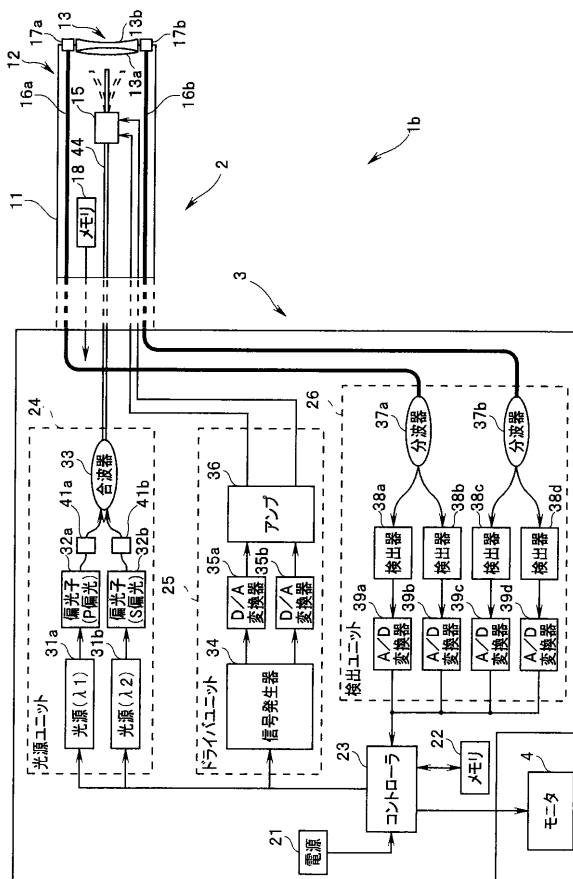 13
17a
13b
17b
12
13a
16a
15
16b
44
18
メモリ
11
1b
2
3
24
光源ユニット
31a
光源(λ1)
31b
光源(λ2)
32a
偏光子
(P偏光)
32b
偏光子
(S偏光)
41a
41b
33
合波器
25
ドライバユニット
34
信号発生器
35a
D/A
変換器
35b
D/A
変換器
36
アンプ
26
検出ユニット
37a
分波器
37b
分波器
38a
検出器
38b
検出器
38c
検出器
38d
検出器
39a
A/D
変換器
39b
A/D
変換器
39c
A/D
変換器
39d
A/D
変換器
21
電源
23
コントローラ
22
メモリ
4
モニタ